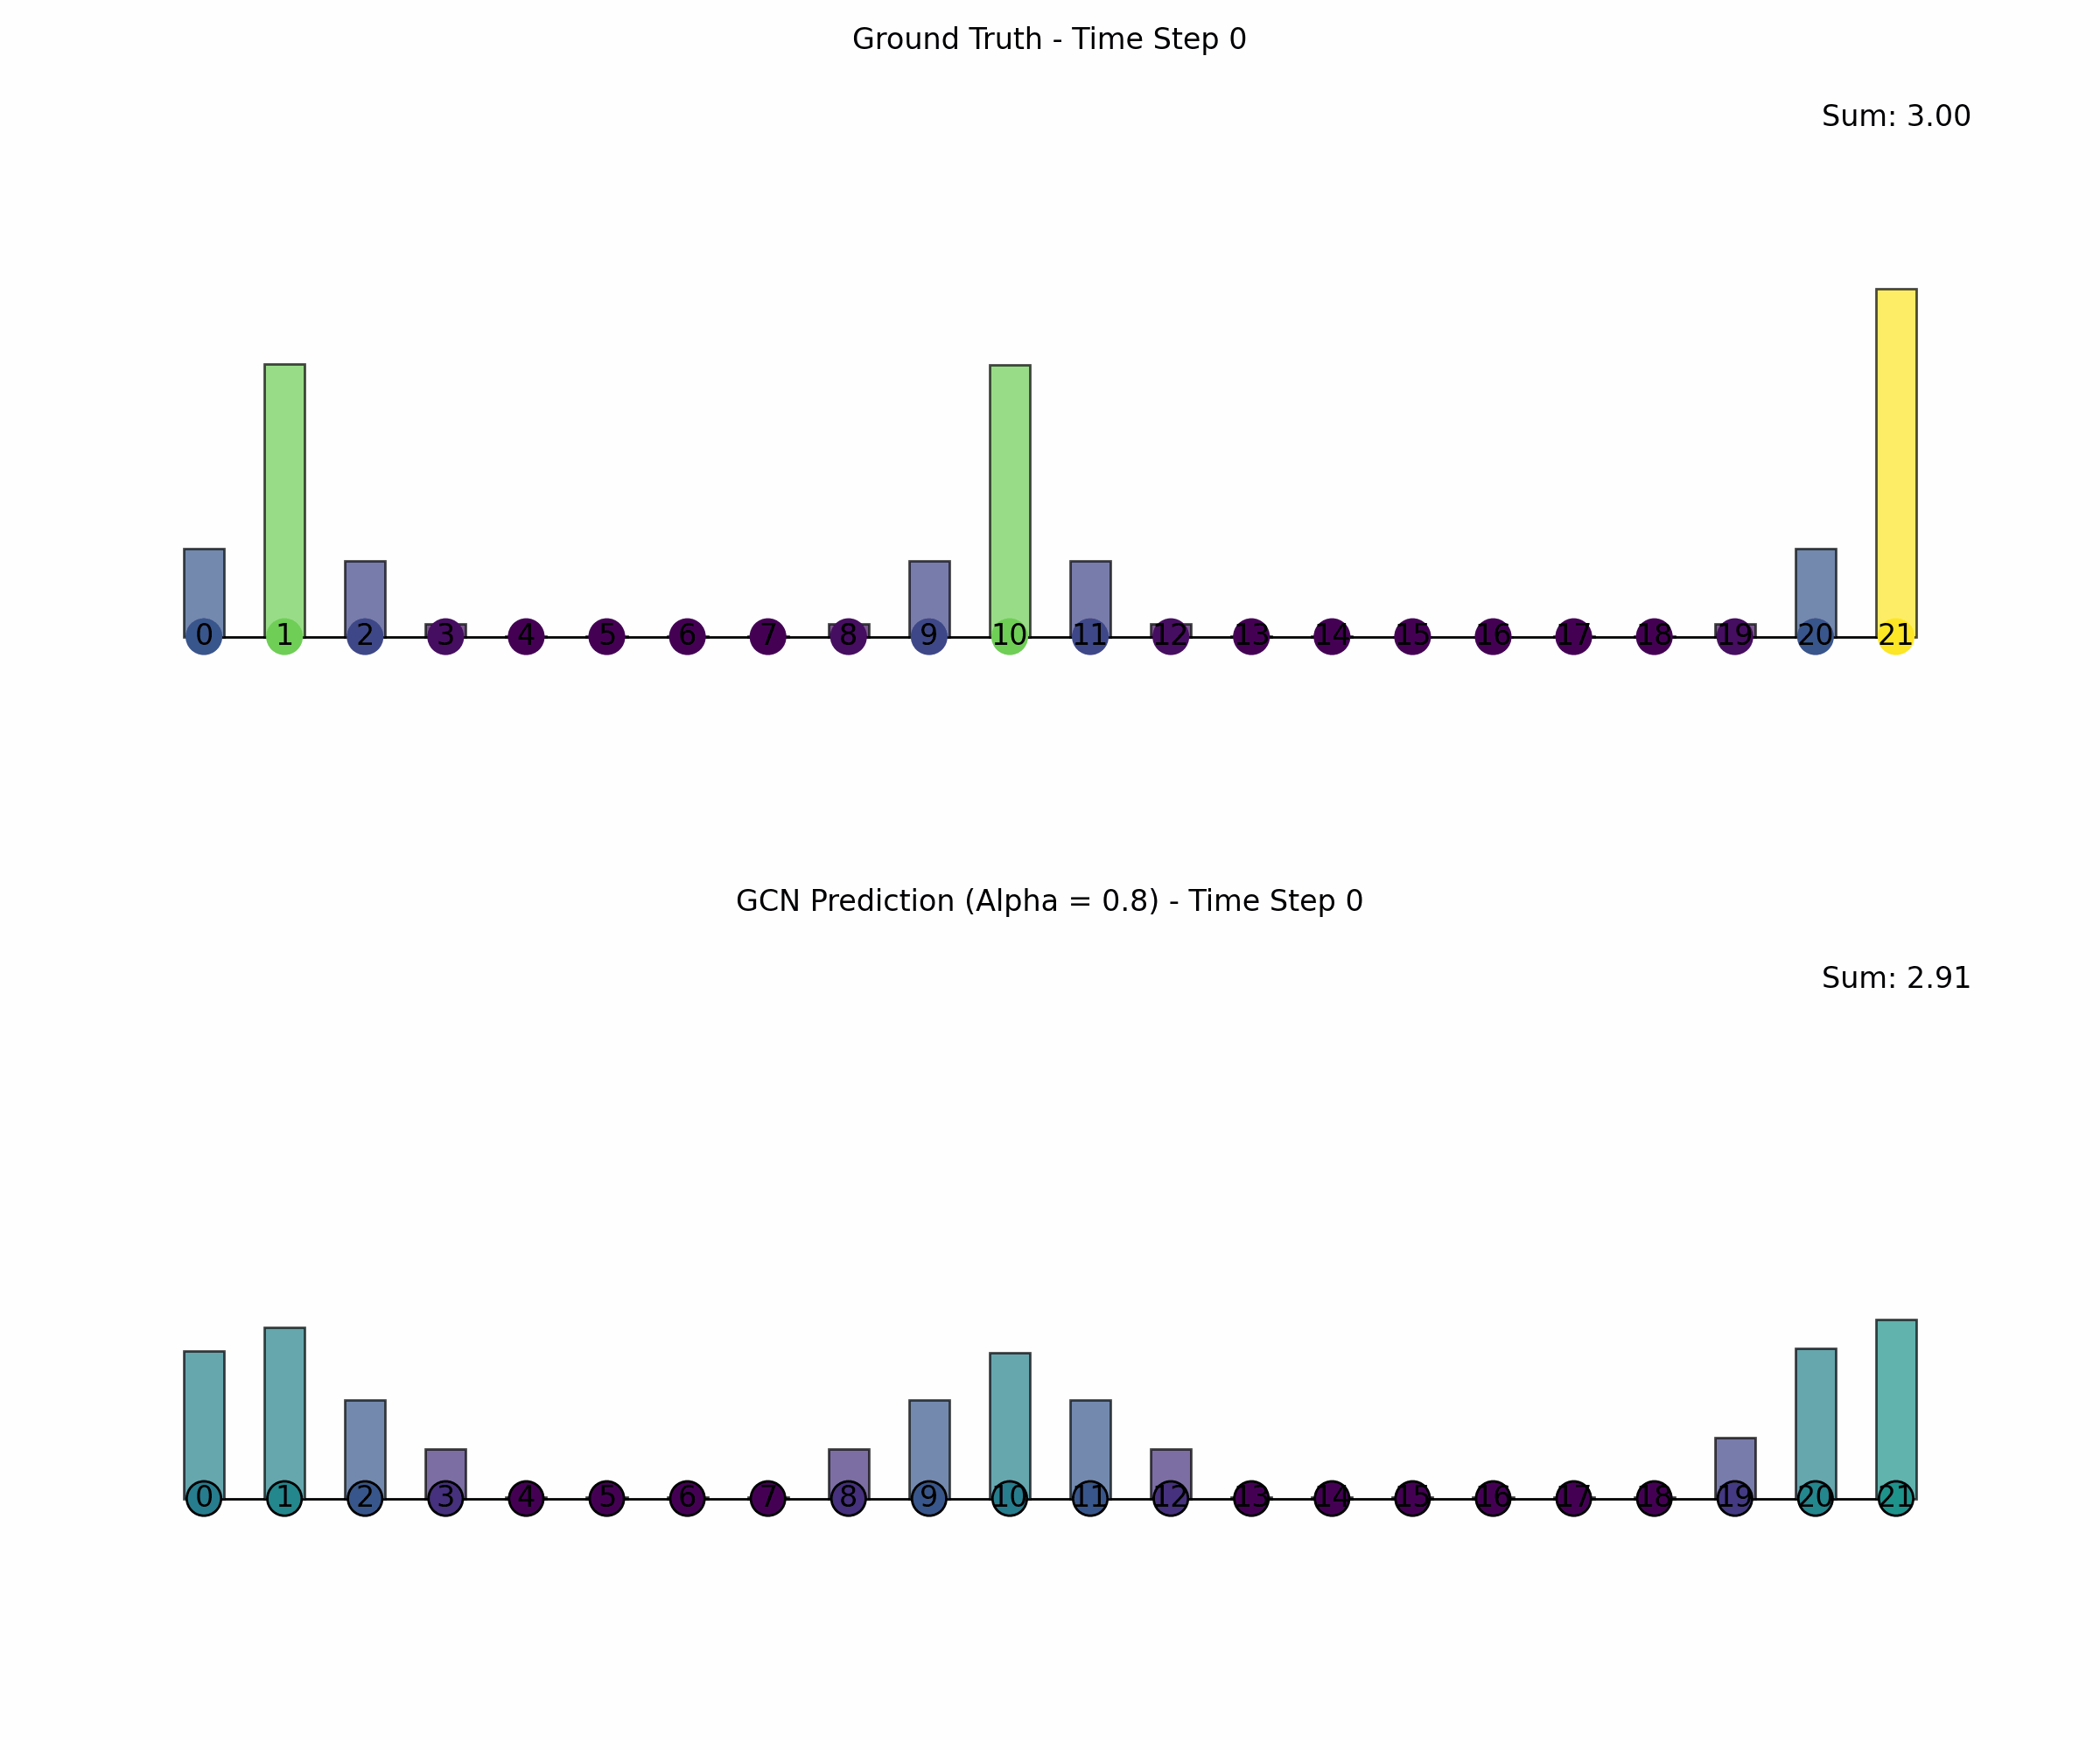 Ground Truth - Time Step 0
Sum: 3.00
0 1 2 3 4 5 6 7 8 9 10 11 12 13 14 15 16 17 18 19 20 21
GCN Prediction (Alpha = 0.8) - Time Step 0
Sum: 2.91
0 1 2 3 4 5 6 7 8 9 10 11 12 13 14 15 16 17 18 19 20 21